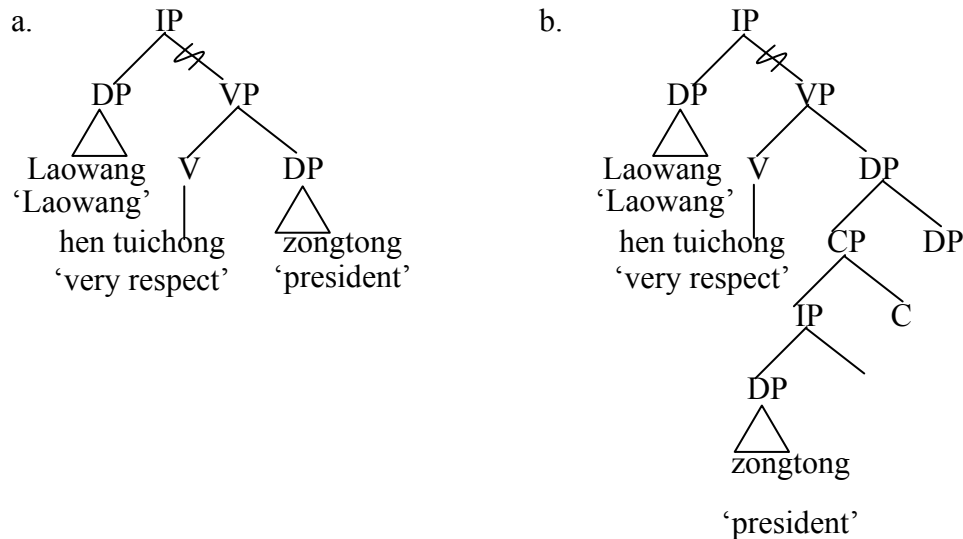 a. IP b. IP
DP VP DP VP
Laowang V DP Laowang V DP
‘Laowang’ ‘Laowang’
hen tuichong zongtong hen tuichong CP DP
‘very respect’ ‘president’ ‘very respect’
IP C
DP
zongtong
‘president’